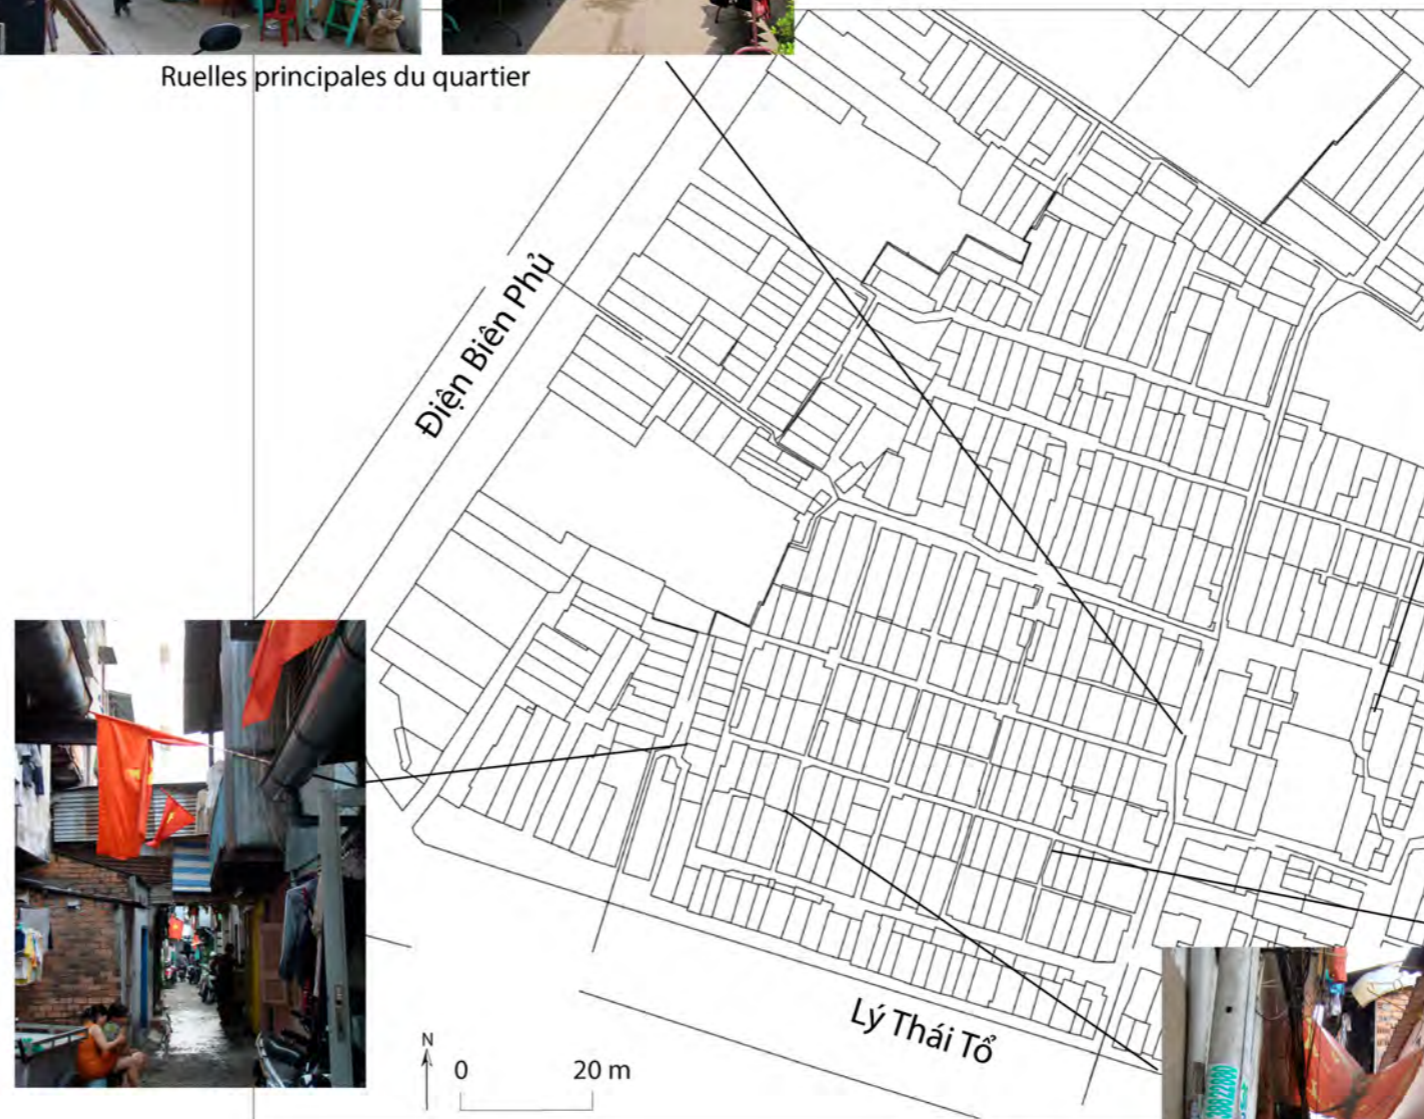 Ruelles principales du quartier
Điện Biên Phủ
Lý Thái Tổ
N
0 20 m